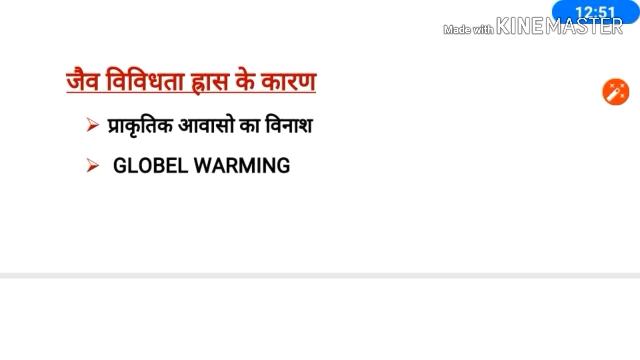 12:51
Made with KINEMASTER
जैव विविधता ह्रास के कारण
प्राकृतिक आवासो का विनाश
GLOBEL WARMING